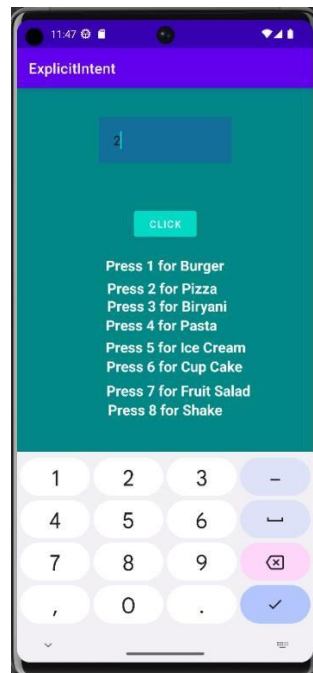 11:47
ExplicitIntent
2
CLICK
Press 1 for Burger
Press 2 for Pizza
Press 3 for Biryani
Press 4 for Pasta
Press 5 for Ice Cream
Press 6 for Cup Cake
Press 7 for Fruit Salad
Press 8 for Shake
1 2 3 –
4 5 6
7 8 9
, 0 .